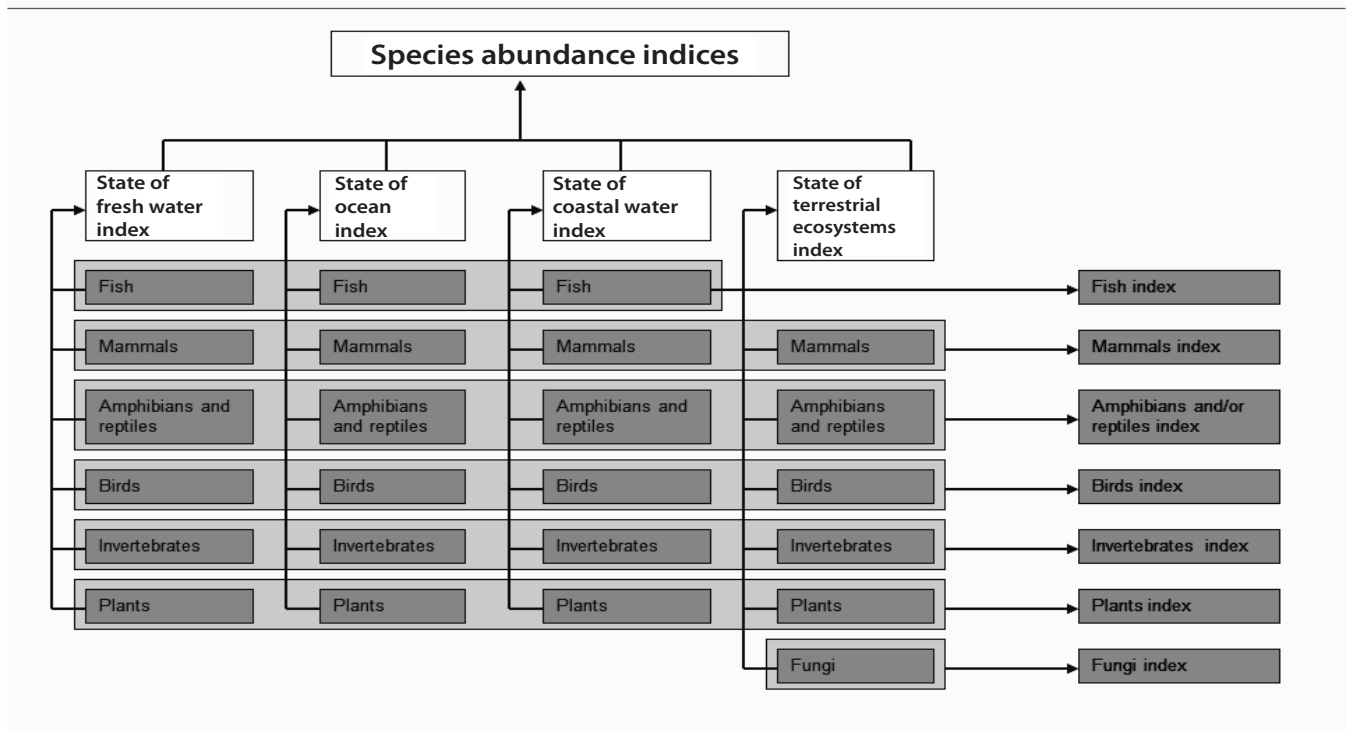 Species abundance indices
State of
fresh water
index
State of
ocean
index
State of
coastal water
index
State of
terrestrial
ecosystems
index
Fish
Fish
Fish
Fish index
Mammals
Mammals
Mammals
Mammals
Mammals index
Amphibians and
reptiles
Amphibians
and reptiles
Amphibians and
reptiles
Amphibians
and reptiles
Amphibians and/or
reptiles index
Birds
Birds
Birds
Birds
Birds index
Invertebrates
Invertebrates
Invertebrates
Invertebrates
Invertebrates index
Plants
Plants
Plants
Plants
Plants index
Fungi
Fungi index